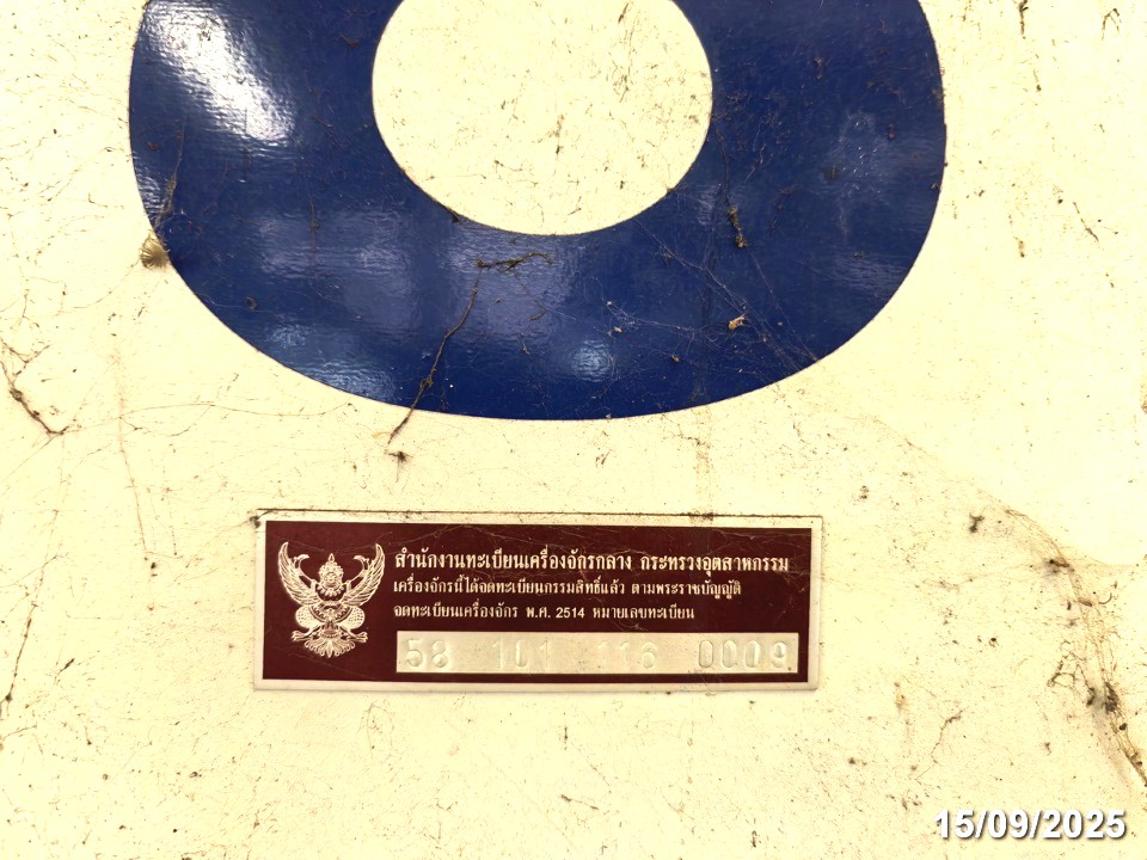 สำนักงานทะเบียนเครื่องจักรกลาง กระทรวงอุตสาหกรรม
เครื่องจักรนี้ได้จดทะเบียนกรรมสิทธิ์แล้ว ตามพระราชบัญญัติ
จดทะเบียนเครื่องจักร พ.ศ. 2514 หมายเลขทะเบียน
58 101 116 0009
15/09/2025